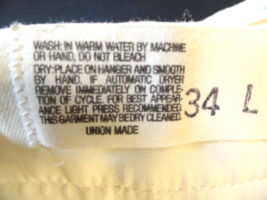 WASH: IN WARM WATER BY MACHINE
OR HAND, DO NOT BLEACH
DRY: PLACE ON HANGER AND SMOOTH
BY HAND. IF AUTOMATIC DRYER
REMOVE IMMEDIATELY ON COMPLE-
TION OF CYCLE. FOR BEST APPEAR-
ANCE LIGHT PRESS RECOMMENDED.
THIS GARMENT MAY BE DRY CLEANED.
UNION MADE
34 L